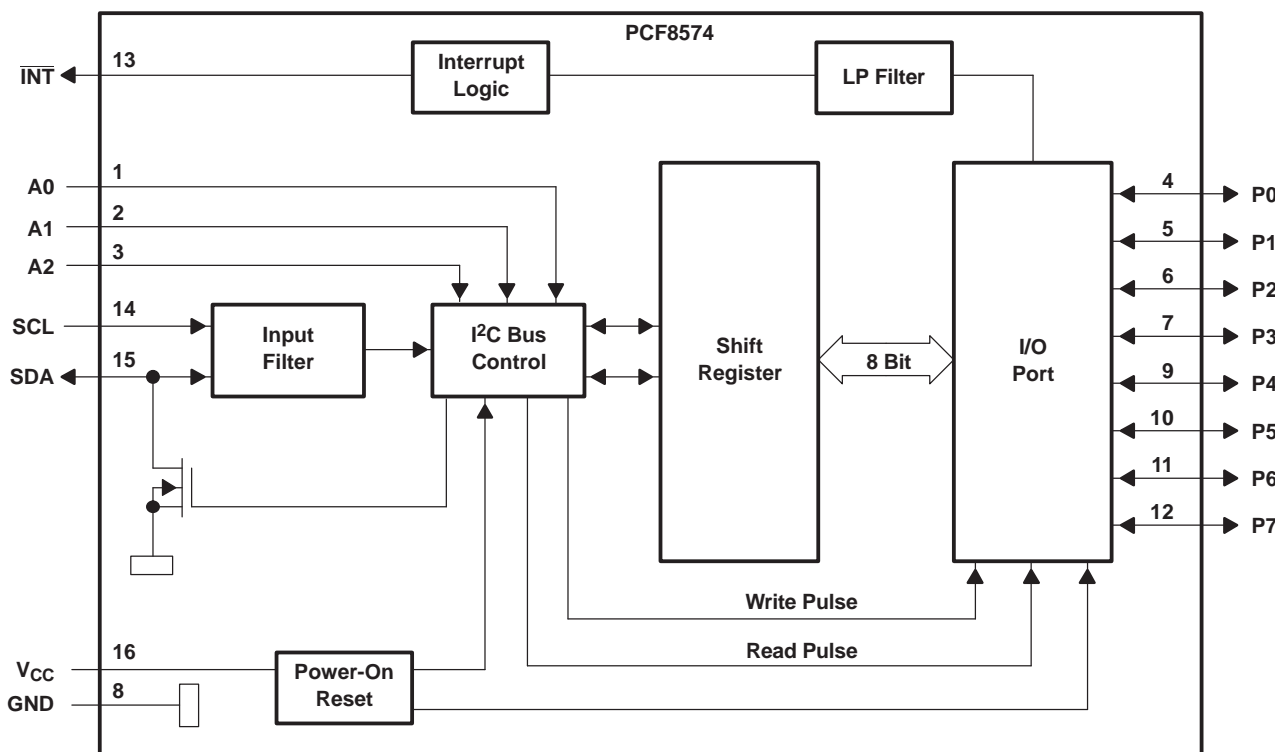 PCF8574
INT
13
Interrupt
Logic
LP Filter
A0
1
A1
2
A2
3
SCL
14
SDA
15
Input
Filter
I2C Bus
Control
Shift
Register
8 Bit
I/O
Port
4
P0
5
P1
6
P2
7
P3
9
P4
10
P5
11
P6
12
P7
Write Pulse
Read Pulse
VCC
16
GND
8
Power-On
Reset